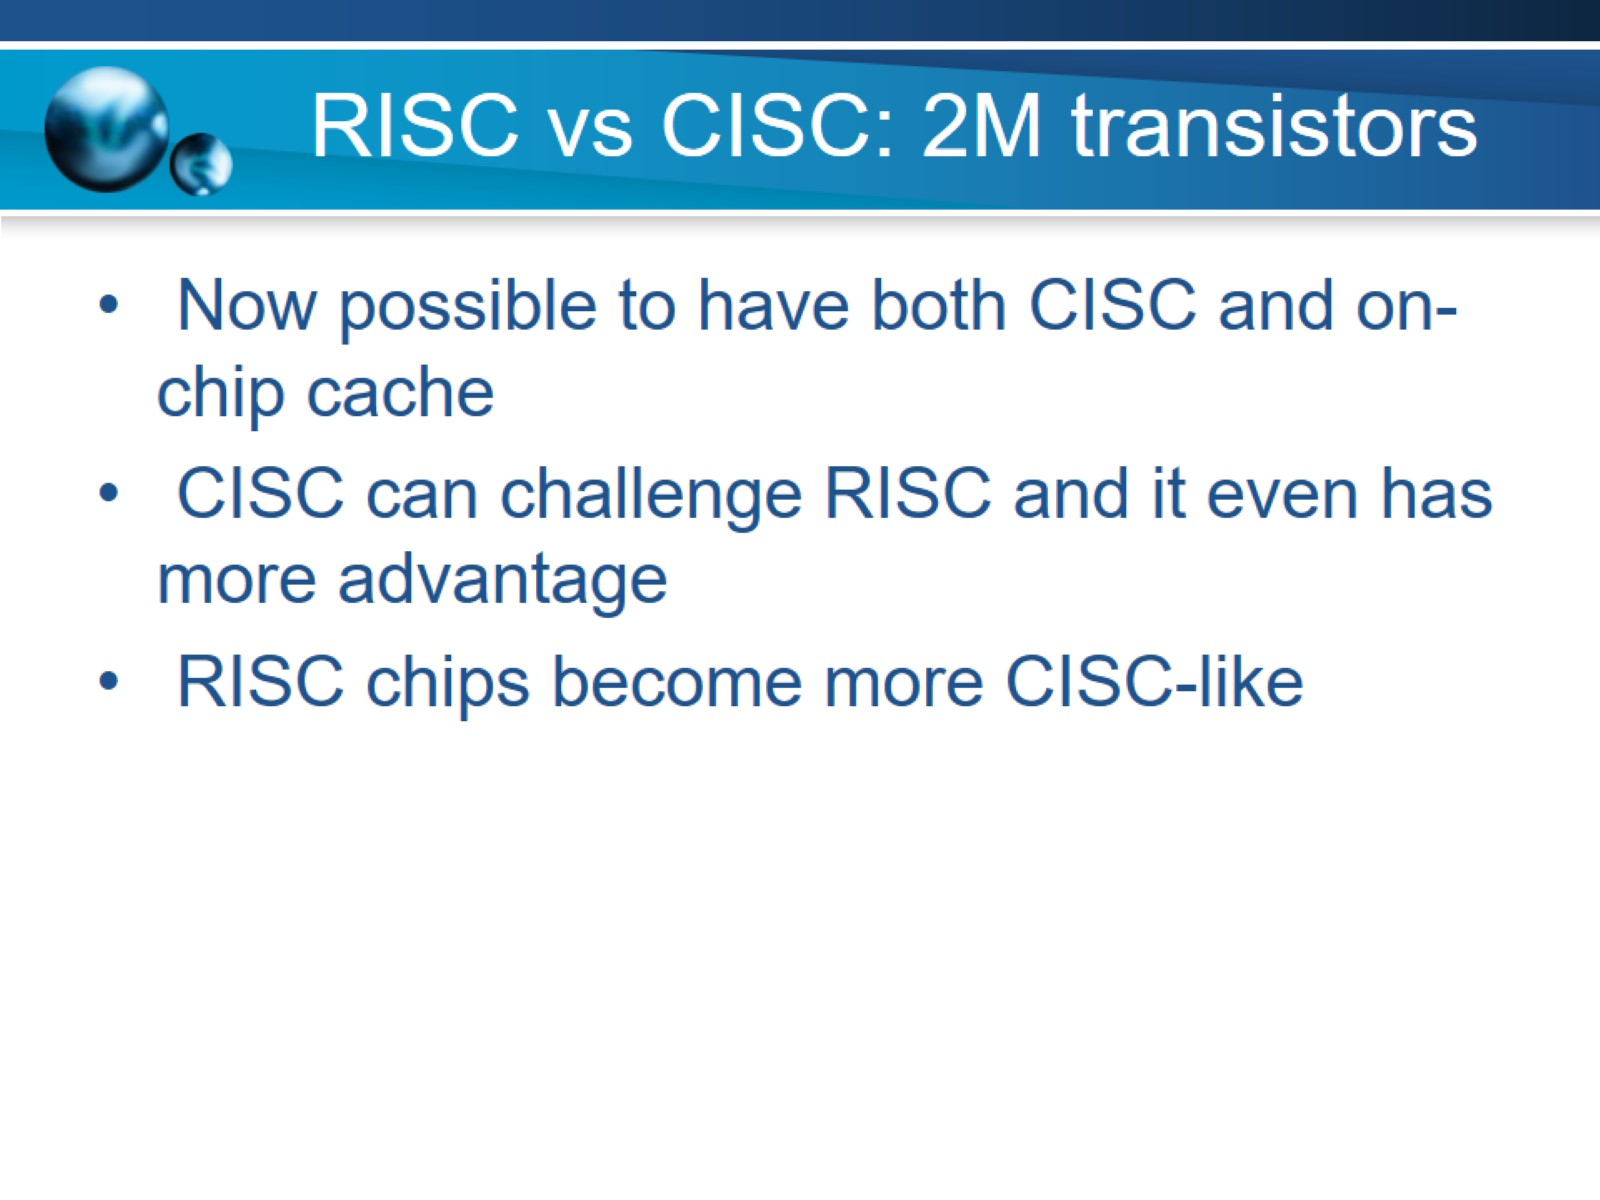 RISC vs CISC: 2M transistors
• Now possible to have both CISC and on-
chip cache
• CISC can challenge RISC and it even has
more advantage
• RISC chips become more CISC-like